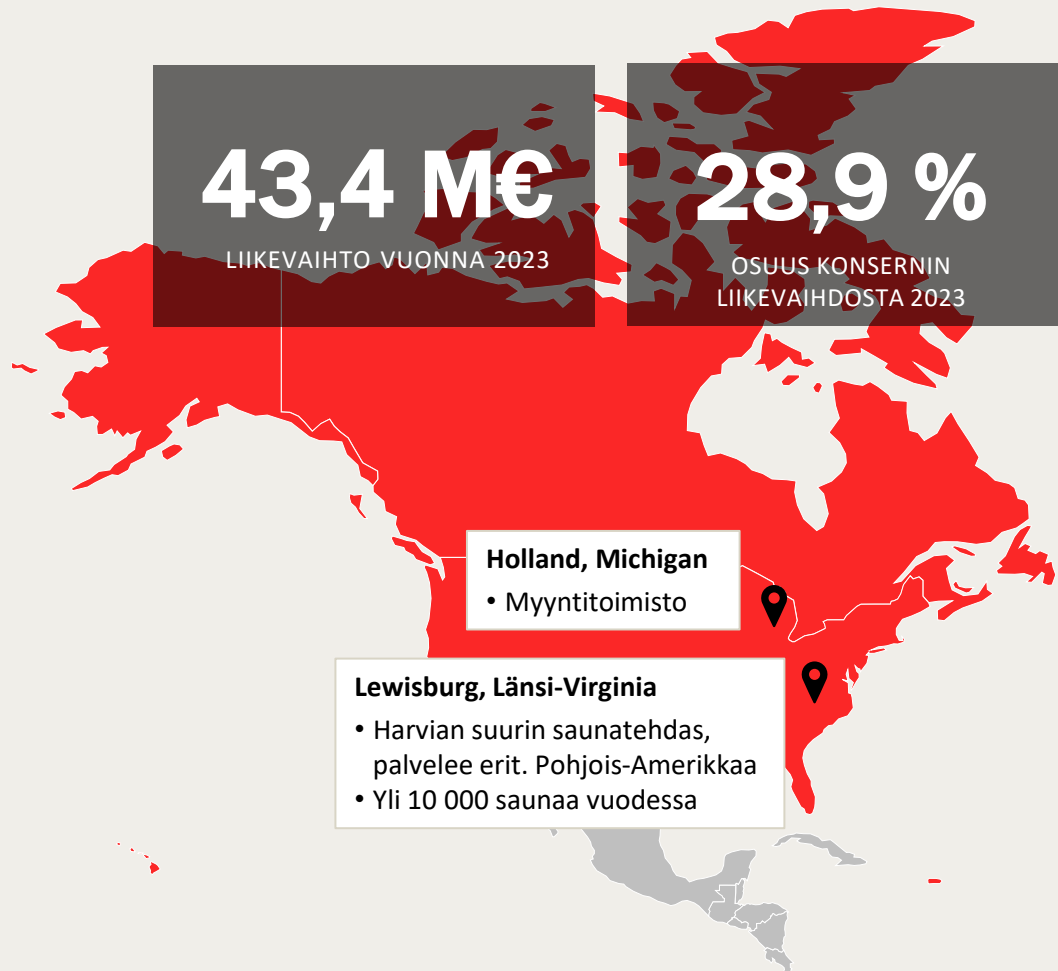 43,4 M€
LIIKEVAIHTO VUONNA 2023
28,9 %
OSUUS KONSERNIN
LIIKEVAIHDOSTA 2023
Holland, Michigan
• Myyntitoimisto
Lewisburg, Länsi-Virginia
• Harvian suurin saunatehdas,
palvelee erit. Pohjois-Amerikkaa
• Yli 10 000 saunaa vuodessa